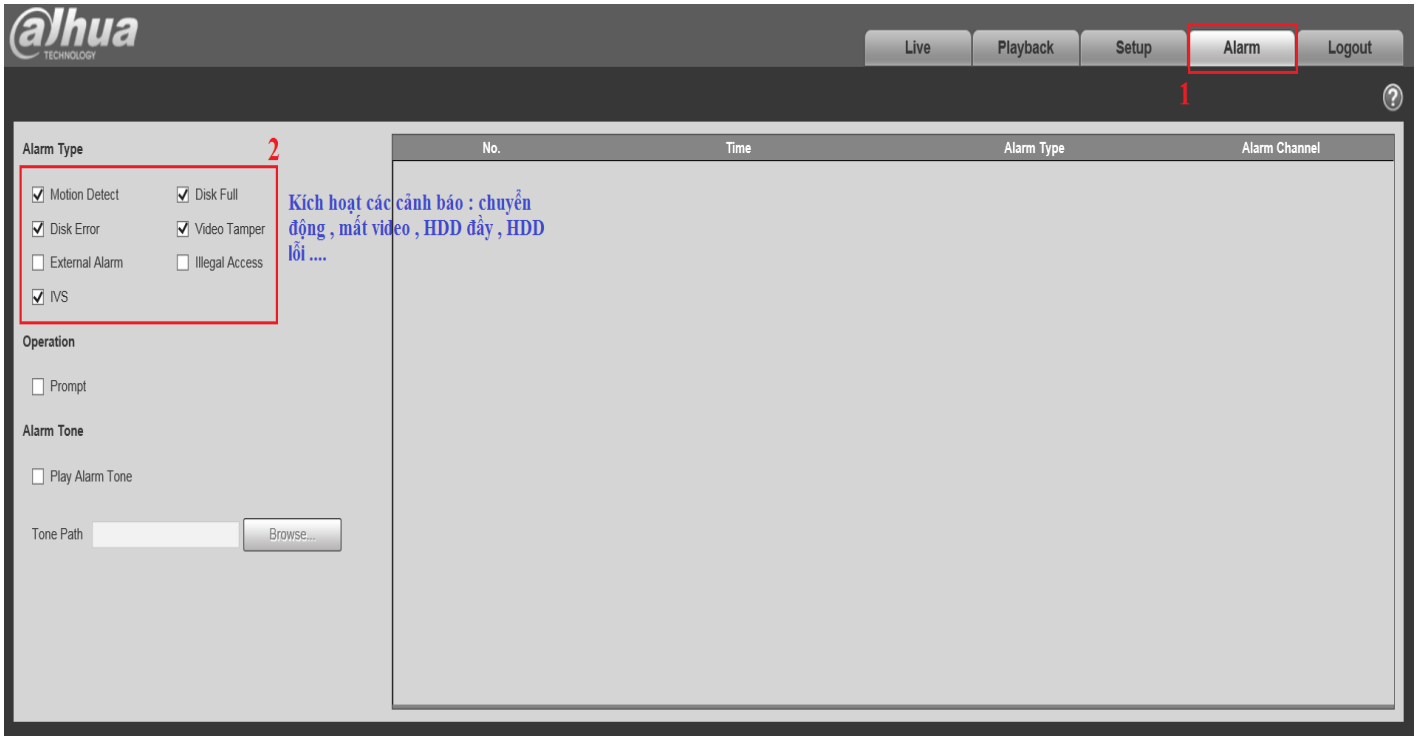 alhua
TECHNOLOGY
Live Playback Setup Alarm Logout
1
?
Alarm Type
2
Motion Detect Disk Full
Disk Error Video Tamper
External Alarm Illegal Access
IVS
Kích hoạt các cảnh báo : chuyển
động , mất video , HDD đầy , HDD
lỗi ....
Operation
Prompt
Alarm Tone
Play Alarm Tone
Tone Path Browse...
No. Time Alarm Type Alarm Channel